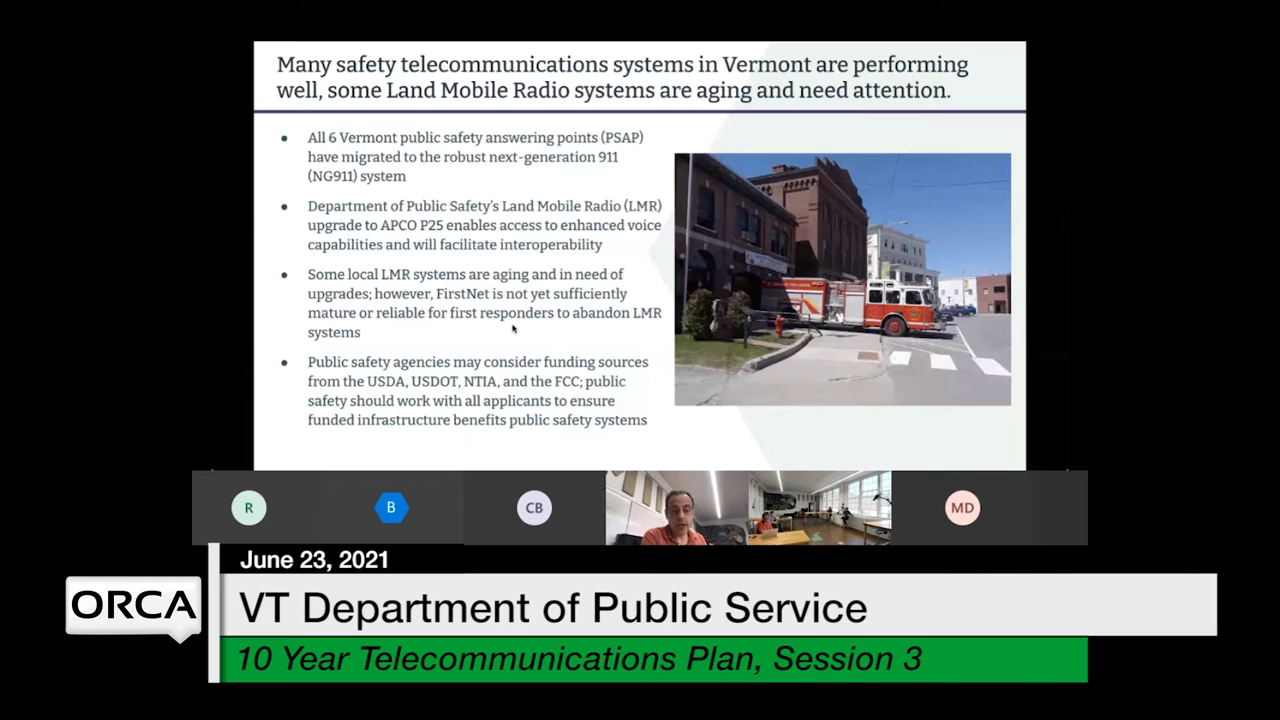 Many safety telecommunications systems in Vermont are performing
well, some Land Mobile Radio systems are aging and need attention.
All 6 Vermont public safety answering points (PSAP)
have migrated to the robust next-generation 911
(NG911) system
Department of Public Safety's Land Mobile Radio (LMR)
upgrade to APCO P25 enables access to enhanced voice
capabilities and will facilitate interoperability
Some local LMR systems are aging and in need of
upgrades; however, FirstNet is not yet sufficiently
mature or reliable for first responders to abandon LMR
systems
Public safety agencies may consider funding sources
from the USDA, USDOT, NTIA, and the FCC; public
safety should work with all applicants to ensure
funded infrastructure benefits public safety systems
R
B
CB
MD
June 23, 2021
ORCA
VT Department of Public Service
10 Year Telecommunications Plan, Session 3